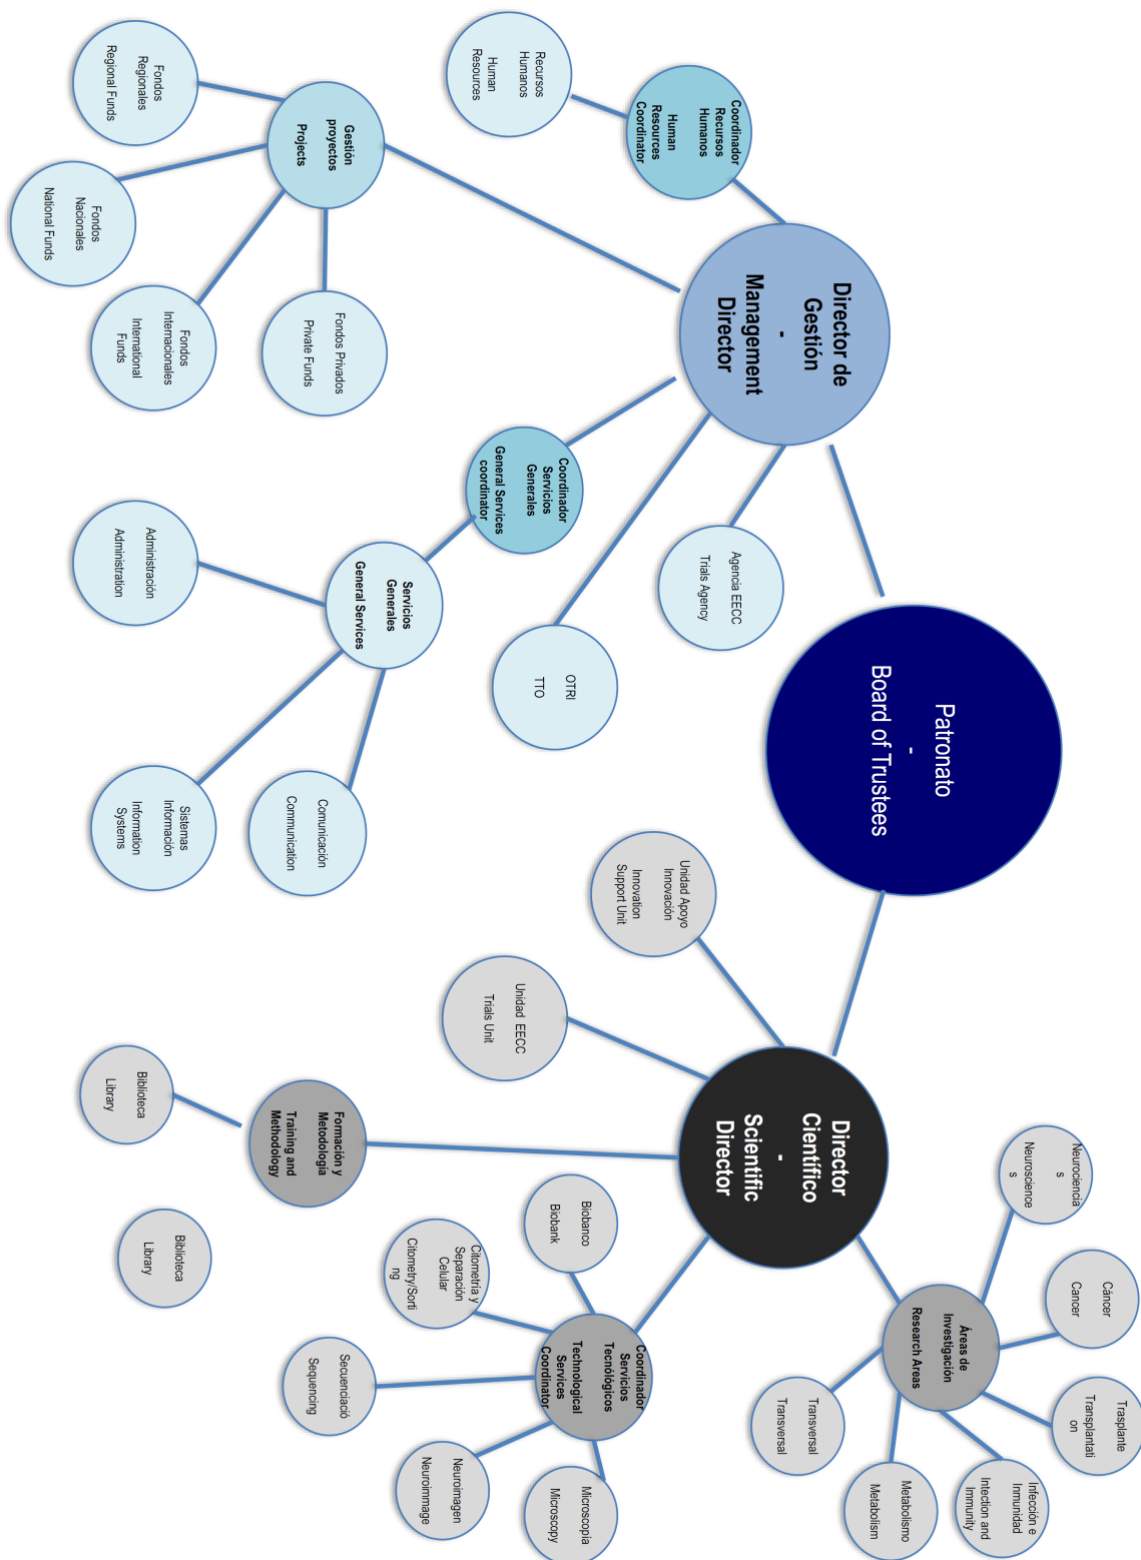 Patronato
-
Board of Trustees
Director de
Gestión
-
Management
Director
Coordinador
Recursos
Humanos
Human
Resources
Coordinator
Recursos
Humanos
Human
Resources
Gestión
proyectos
Projects
Fondos
Regionales
Regional Funds
Fondos
Nacionales
National Funds
Fondos
Internacionales
International
Funds
Fondos Privados
Private Funds
Coordinador
Servicios
Generales
General Services
coordinator
Servicios
Generales
General Services
Administración
Administration
Sistemas
Información
Information
Systems
Comunicación
Communication
OTRI
TTO
Agencia EECC
Trials Agency
Director
Científico
-
Scientific
Director
Unidad Apoyo
Innovación
Innovation
Support Unit
Unidad EECC
Trials Unit
Formación y
Metodologia
Training and
Methodology
Biblioteca
Library
Biblioteca
Library
Coordinador
Servicios
Tecnológicos
Technological
Services
Coordinator
Biobanco
Biobank
Citometría y
Separación
Celular
Citometry/Sorti
ng
Secuenciació
Sequencing
Neuroimagen
Neuroimmage
Microscopia
Microscopy
Áreas de
Investigación
Research Areas
Neurociencia
s
Neuroscience
s
Cáncer
Cancer
Trasplante
Transplantati
on
Infección e
Inmunidad
Intection and
Immunity
Metabolismo
Metabolism
Transversal
Transversal